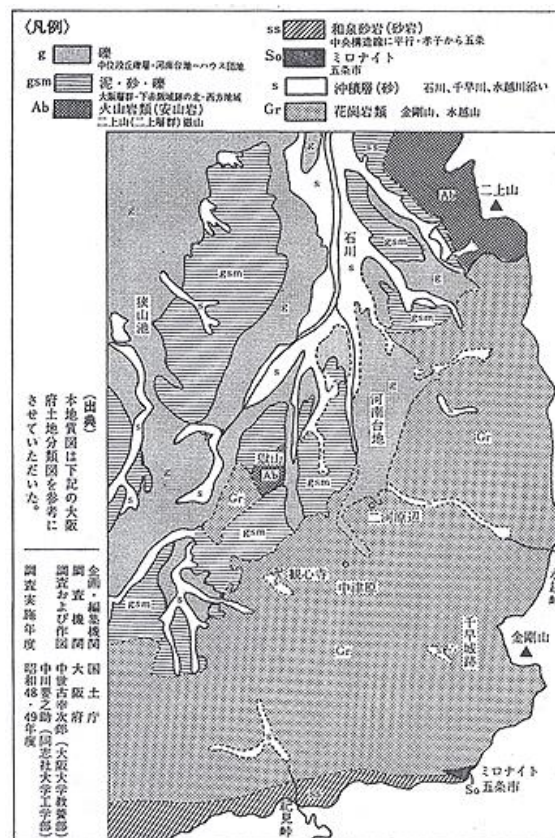 〈凡例〉
g 礫
中位段丘礫層・河南台地=ハウス団地
gsm 泥・砂・礫
大阪層群・下赤阪城跡の北・西方地域
Ab 火山岩類(安山岩)
二上山(二上層群)嶽山
ss 和泉砂岩(砂岩)
中央構造線に平行・孝子から五条
So ミロナイト
五条市
s 沖積層(砂) 石川、千早川、水越川沿い
Gr 花崗岩類 金剛山、水越山
g
g
ss
s
Ab
二上山
石川
g
gsm
s
g
gsm
狭山池
s
g
s
河南台地
嶽山
Ab
Gr
gsm
g
s
s
gsm
二河原辺
観心寺
中津原
gsm
s
Gr
千早城跡
金剛山
ミロナイト
五条市
So
ss
紀見峠
(出典)
本地質図は下記の大阪
府土地分類図を参考に
させていただいた。
企画・編集機関 国土庁
調査機関 大阪府
調査および作図 中世古幸次郎(大阪大学教養部)
中川要之助(同志社大学工学部)
調査実施年度 昭和48・49年度